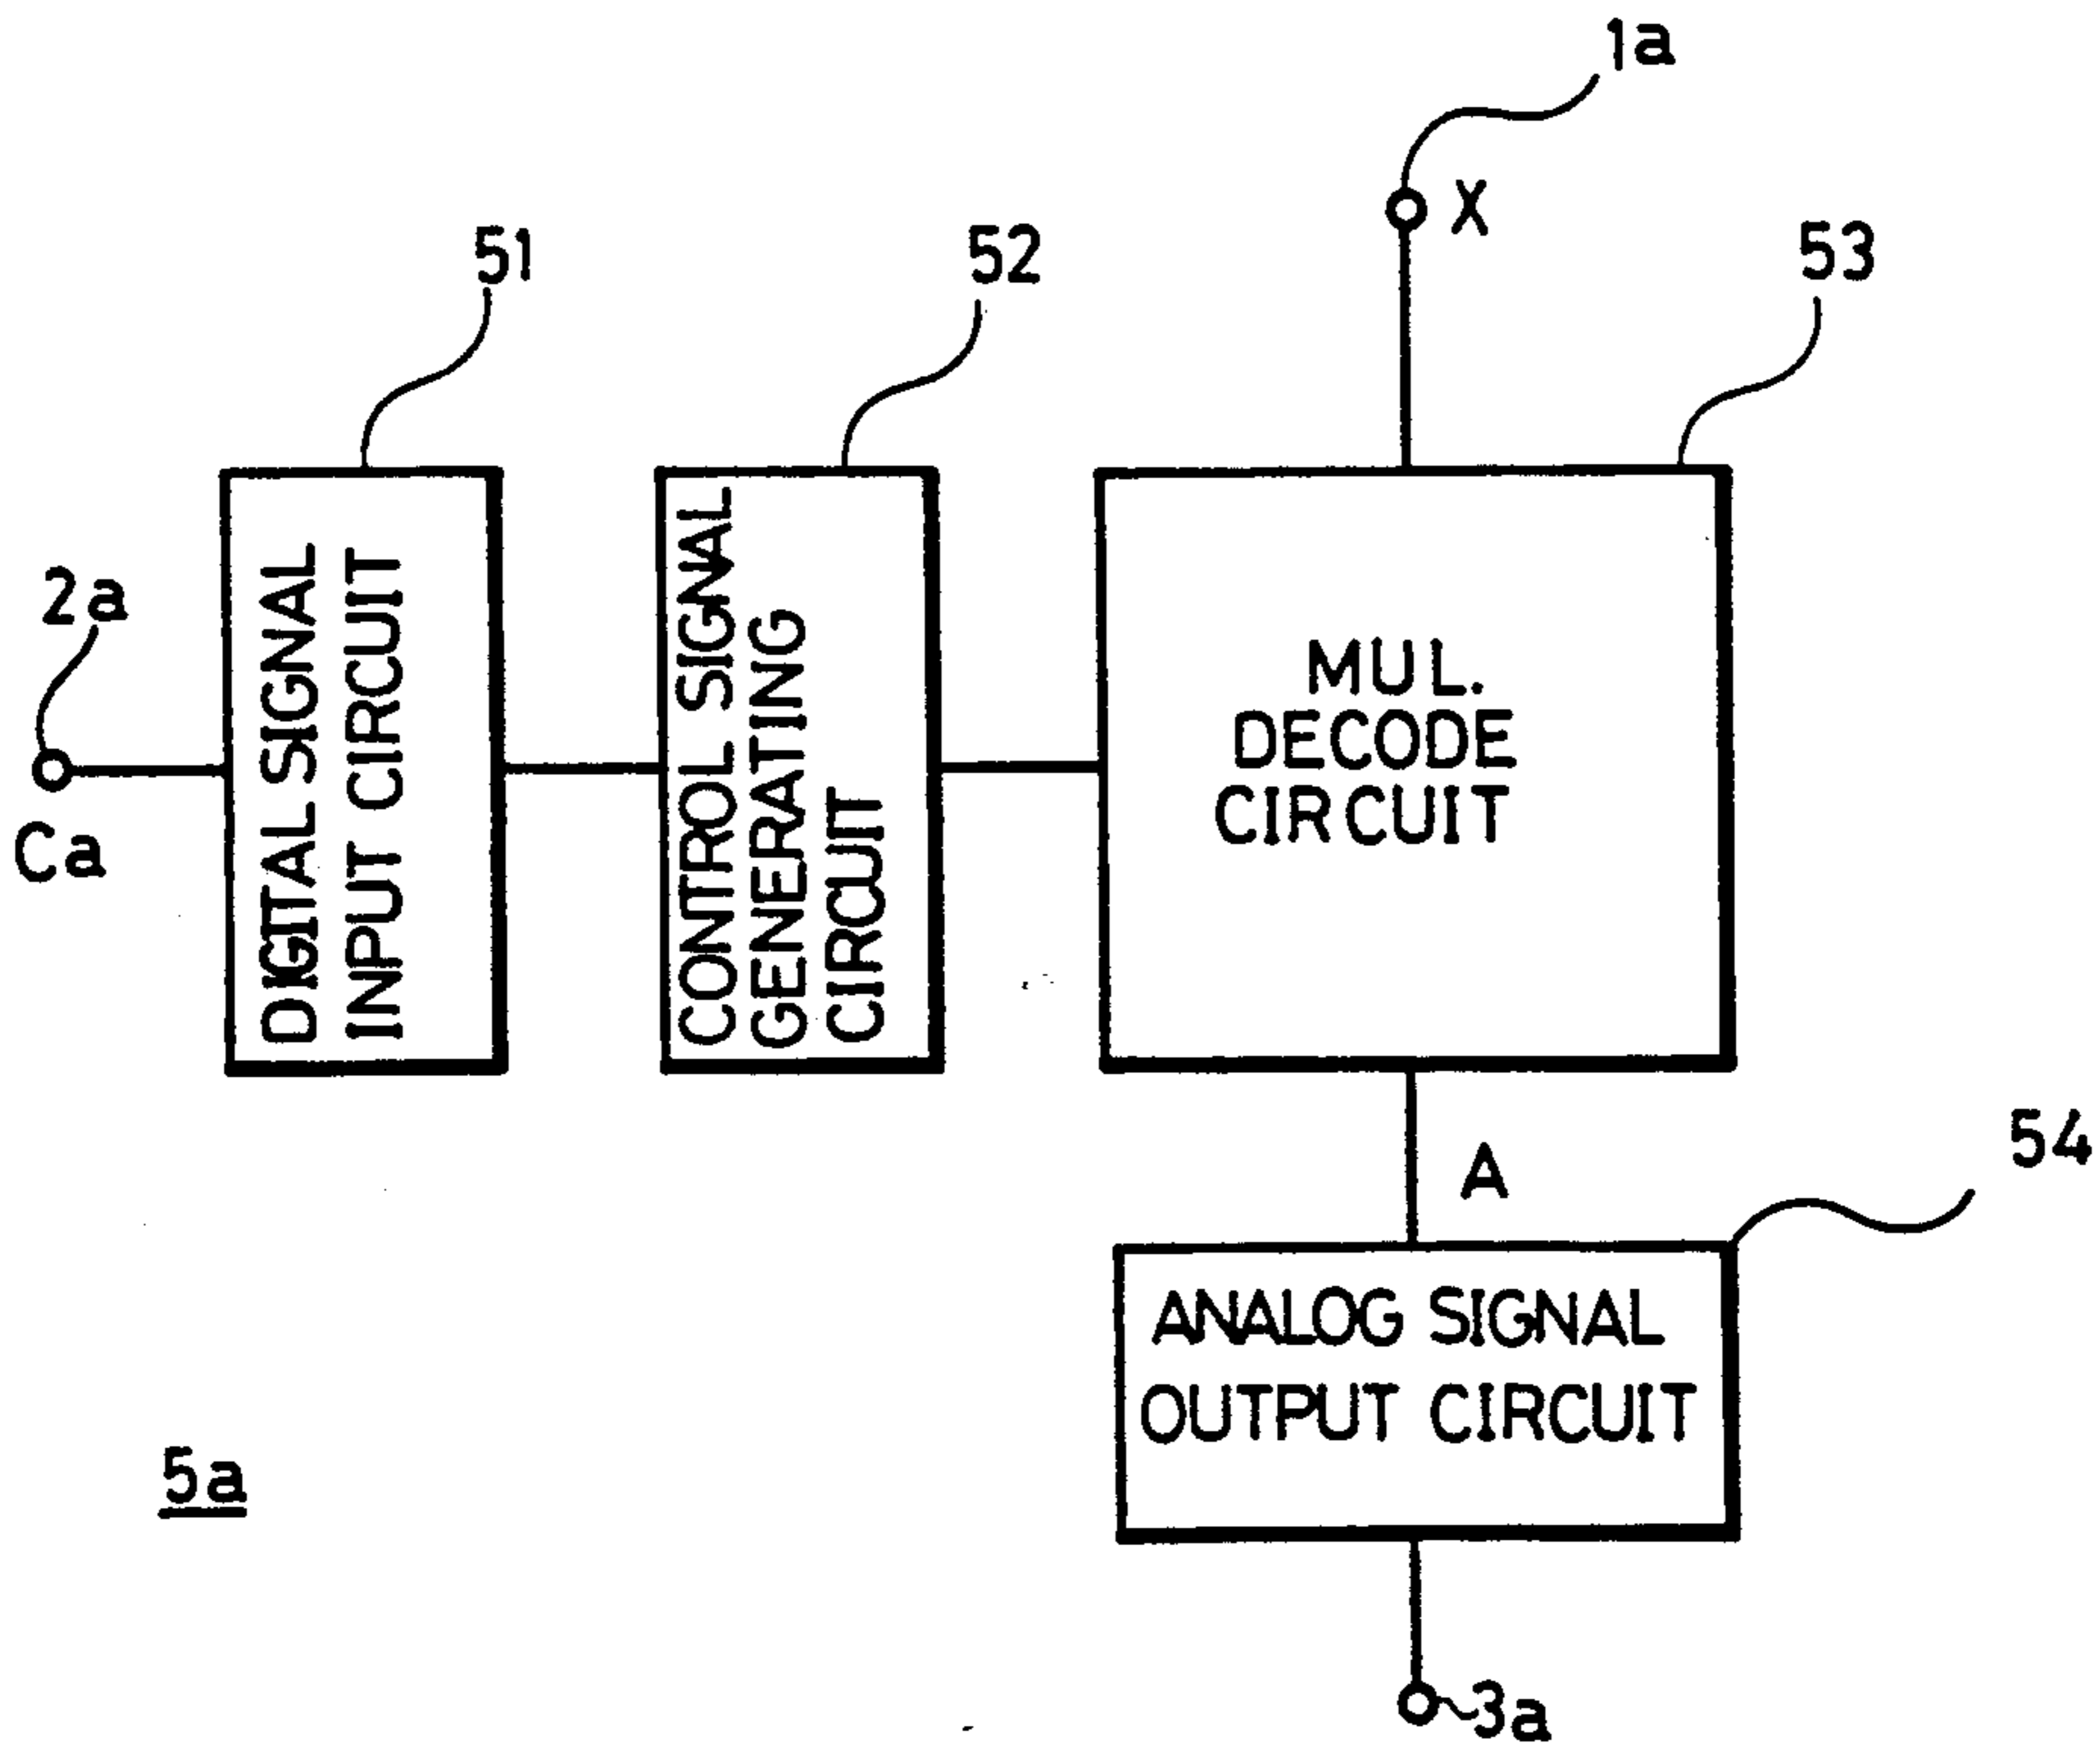 1a
X
51
52
53
2a
Ca
DIGITAL SIGNAL
INPUT CIRCUIT
CONTROL SIGNAL
GENERATING
CIRCUIT
MUL.
DECODE
CIRCUIT
A
54
ANALOG SIGNAL
OUTPUT CIRCUIT
5a
3a